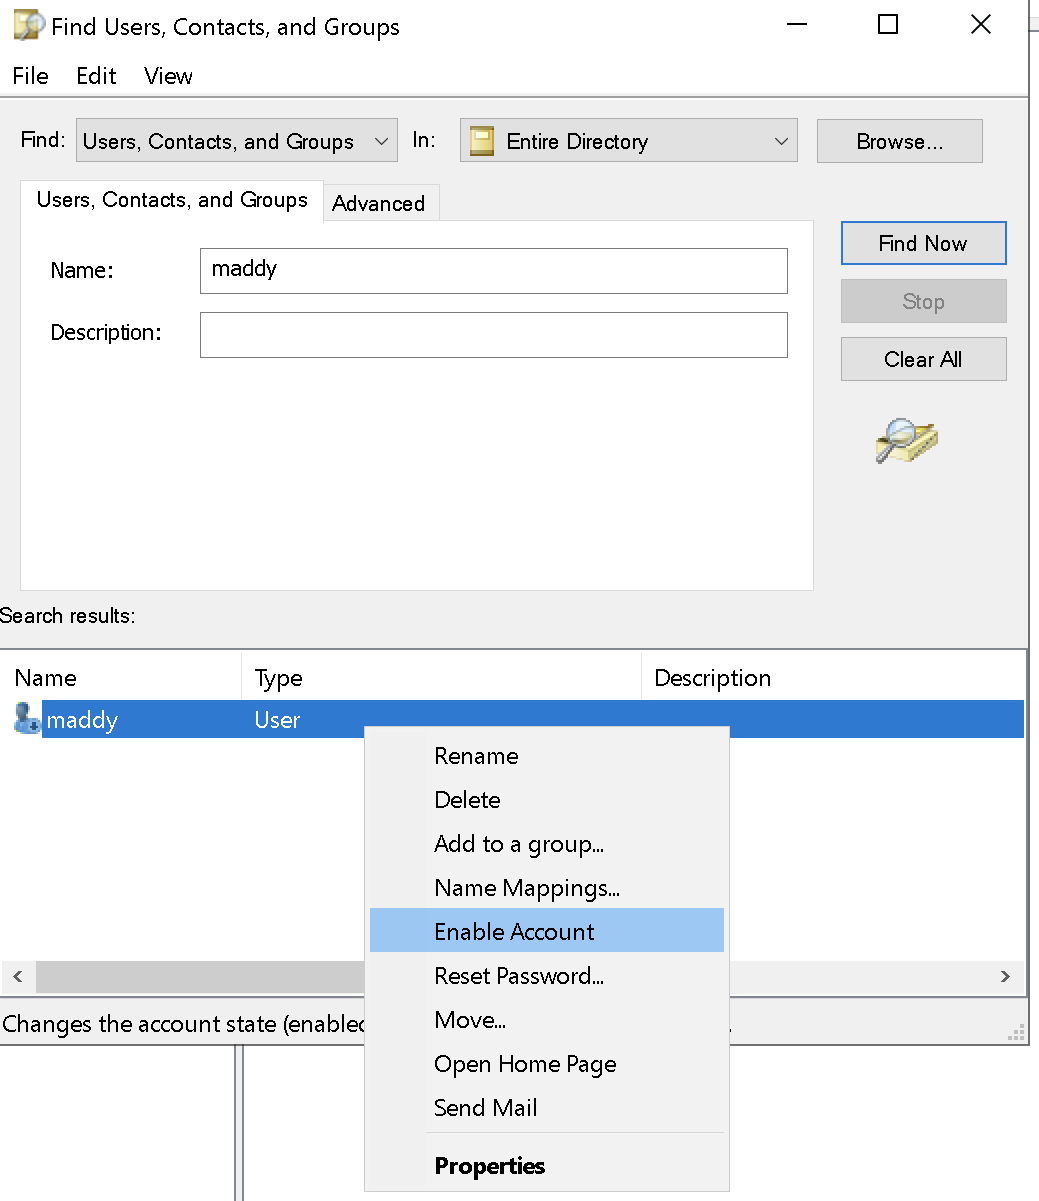 Find Users, Contacts, and Groups
File Edit View
Find: Users, Contacts, and Groups In: Entire Directory Browse...
Users, Contacts, and Groups Advanced
Name: maddy
Description:
Find Now
Stop
Clear All
Search results:
Name Type Description
maddy User
Rename
Delete
Add to a group...
Name Mappings...
Enable Account
Reset Password...
Move...
Open Home Page
Send Mail
Properties
Changes the account state (enabled